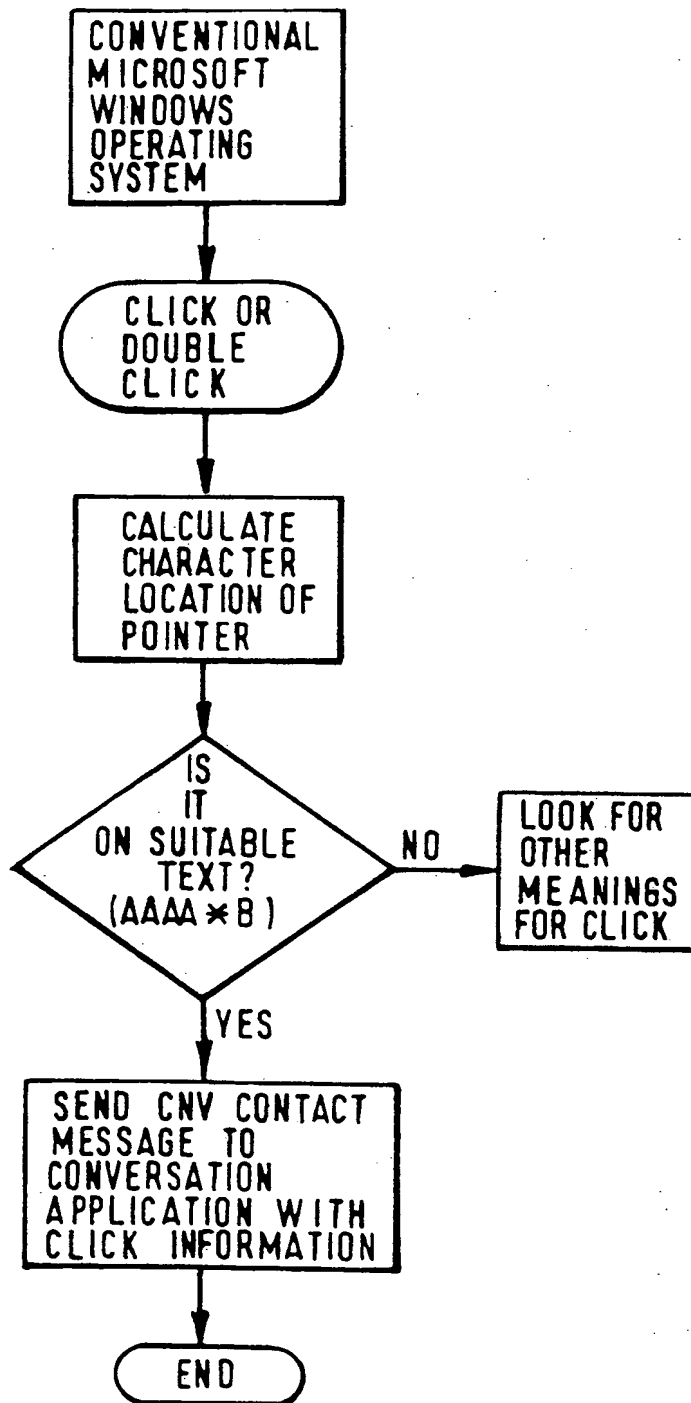 CONVENTIONAL
MICROSOFT
WINDOWS
OPERATING
SYSTEM
CLICK OR
DOUBLE
CLICK
CALCULATE
CHARACTER
LOCATION OF
POINTER
IS
IT
ON SUITABLE
TEXT?
(AAAA*B)
NO
LOOK FOR
OTHER
MEANINGS
FOR CLICK
YES
SEND CNV CONTACT
MESSAGE TO
CONVERSATION
APPLICATION WITH
CLICK INFORMATION
END